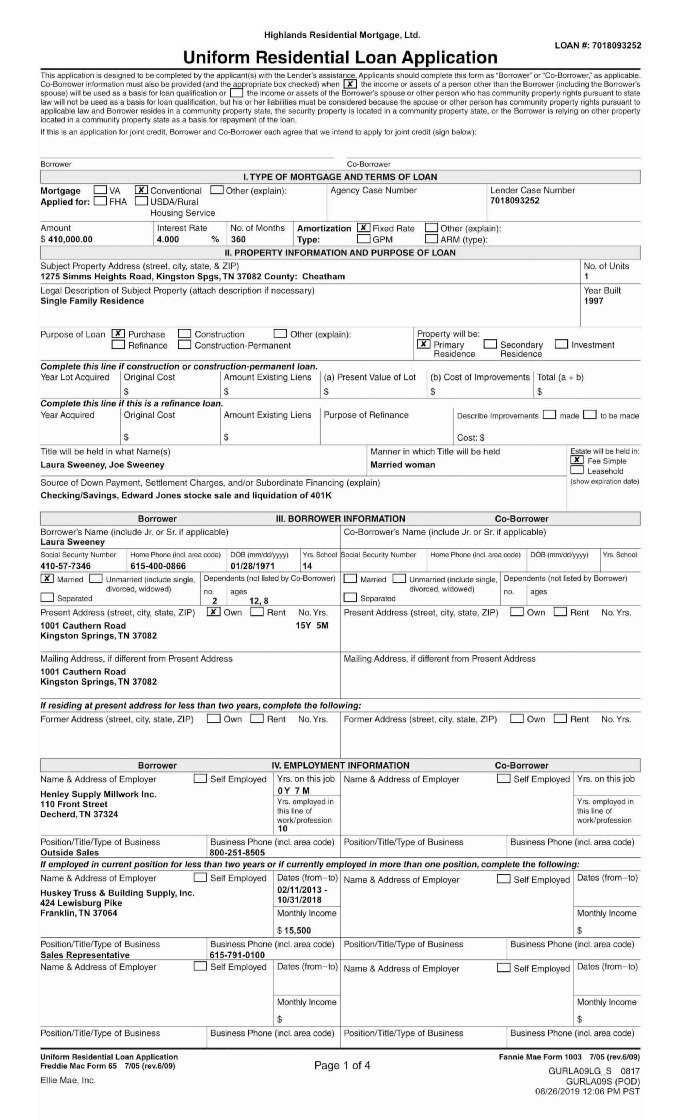 Highlands Residential Mortgage, Ltd.
LOAN #: 7018093252
Uniform Residential Loan Application
This application is designed to be completed by the applicant(s) with the Lender's assistance. Applicants should complete this form as "Borrower" or "Co-Borrower," as applicable.
Co-Borrower information must also be provided (and the appropriate box checked) when X the income or assets of a person other than the Borrower (including the Borrower's
spouse) will be used as a basis for loan qualification or the income or assets of the Borrower's spouse or other person who has community property rights pursuant to state
law will not be used as a basis for loan qualification, but his or her liabilities must be considered because the spouse or other person has community property rights pursuant to
applicable law and Borrower resides in a community property state, the security property is located in a community property state, or the Borrower is relying on other property
located in a community property state as a basis for repayment of the loan.
If this is an application for joint credit, Borrower and Co-Borrower each agree that we intend to apply for joint credit (sign below):
Borrower Co-Borrower
I. TYPE OF MORTGAGE AND TERMS OF LOAN
Mortgage VA X Conventional Other (explain): Agency Case Number Lender Case Number
Applied for: FHA USDA/Rural 7018093252
Housing Service
Amount Interest Rate No. of Months Amortization X Fixed Rate Other (explain):
$ 410,000.00 4.000 % 360 Type: GPM ARM (type):
II. PROPERTY INFORMATION AND PURPOSE OF LOAN
Subject Property Address (street, city, state, & ZIP) No. of Units
1275 Simms Heights Road, Kingston Spgs, TN 37082 County: Cheatham 1
Legal Description of Subject Property (attach description if necessary) Year Built
Single Family Residence 1997
Purpose of Loan X Purchase Construction Other (explain): Property will be:
Refinance Construction-Permanent X Primary Residence Secondary Residence Investment
Complete this line if construction or construction-permanent loan.
Year Lot Acquired Original Cost Amount Existing Liens (a) Present Value of Lot (b) Cost of Improvements Total (a + b)
$ $ $ $ $
Complete this line if this is a refinance loan.
Year Acquired Original Cost Amount Existing Liens Purpose of Refinance Describe Improvements made to be made
$ $ Cost: $
Title will be held in what Name(s) Manner in which Title will be held Estate will be held in:
Laura Sweeney, Joe Sweeney Married woman X Fee Simple
Leasehold
Source of Down Payment, Settlement Charges, and/or Subordinate Financing (explain) (show expiration date)
Checking/Savings, Edward Jones stocke sale and liquidation of 401K
Borrower III. BORROWER INFORMATION Co-Borrower
Borrower's Name (include Jr. or Sr. if applicable) Co-Borrower's Name (include Jr. or Sr. if applicable)
Laura Sweeney
Social Security Number Home Phone (incl. area code) DOB (mm/dd/yyyy) Yrs. School Social Security Number Home Phone (incl. area code) DOB (mm/dd/yyyy) Yrs. School
410-57-7346 615-400-0866 01/28/1971 14
X Married Unmarried (include single, divorced, widowed) Dependents (not listed by Co-Borrower) Married Unmarried (include single, divorced, widowed) Dependents (not listed by Borrower)
Separated no. 2 ages 12, 8 Separated no. ages
Present Address (street, city, state, ZIP) X Own Rent No. Yrs. Present Address (street, city, state, ZIP) Own Rent No. Yrs.
1001 Cauthern Road 15Y 5M
Kingston Springs, TN 37082
Mailing Address, if different from Present Address Mailing Address, if different from Present Address
1001 Cauthern Road
Kingston Springs, TN 37082
If residing at present address for less than two years, complete the following:
Former Address (street, city, state, ZIP) Own Rent No. Yrs. Former Address (street, city, state, ZIP) Own Rent No. Yrs.
Borrower IV. EMPLOYMENT INFORMATION Co-Borrower
Name & Address of Employer Self Employed Yrs. on this job Name & Address of Employer Self Employed Yrs. on this job
0 Y 7 M
Henley Supply Millwork Inc. Yrs. employed in this line of work/profession Yrs. employed in this line of work/profession
110 Front Street
Decherd, TN 37324
10
Position/Title/Type of Business Business Phone (incl. area code) Position/Title/Type of Business Business Phone (incl. area code)
Outside Sales 800-251-8505
If employed in current position for less than two years or if currently employed in more than one position, complete the following:
Name & Address of Employer Self Employed Dates (from–to) Name & Address of Employer Self Employed Dates (from–to)
Huskey Truss & Building Supply, Inc. 02/11/2013 -
424 Lewisburg Pike 10/31/2018
Franklin, TN 37064 Monthly Income Monthly Income
$ 15,500 $
Position/Title/Type of Business Business Phone (incl. area code) Position/Title/Type of Business Business Phone (incl. area code)
Sales Representative 615-791-0100
Name & Address of Employer Self Employed Dates (from–to) Name & Address of Employer Self Employed Dates (from–to)
Monthly Income Monthly Income
$ $
Position/Title/Type of Business Business Phone (incl. area code) Position/Title/Type of Business Business Phone (incl. area code)
Uniform Residential Loan Application Fannie Mae Form 1003 7/05 (rev.6/09)
Freddie Mac Form 65 7/05 (rev.6/09) Page 1 of 4
GURLA09LG_S 0817
Ellie Mae, Inc. GURLA09S (POD)
06/26/2019 12:06 PM PST